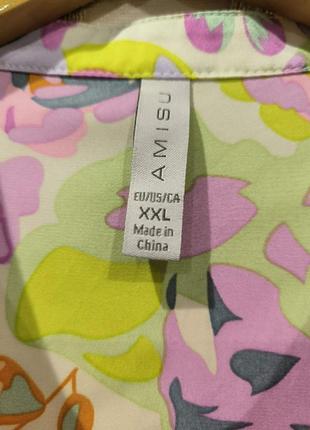 AMISU
EU/US/CA
XXL
Made in
China